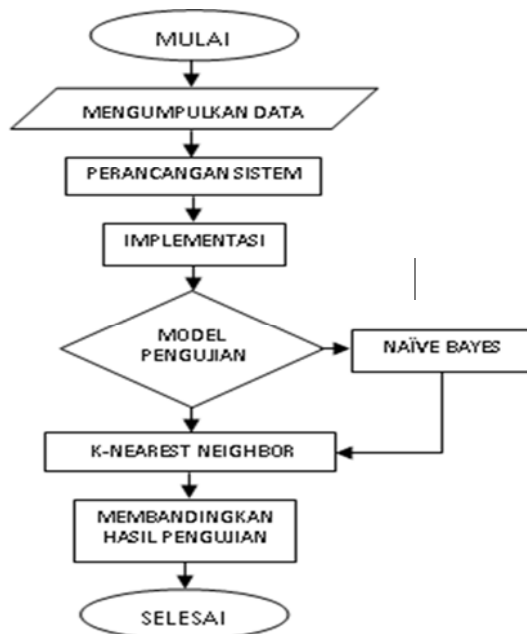 MULAI
MENGUMPULKAN DATA
PERANCANGAN SISTEM
IMPLEMENTASI
MODEL
PENGUJIAN
NAÏVE BAYES
K-NEAREST NEIGHBOR
MEMBANDINGKAN
HASIL PENGUJIAN
SELESAI